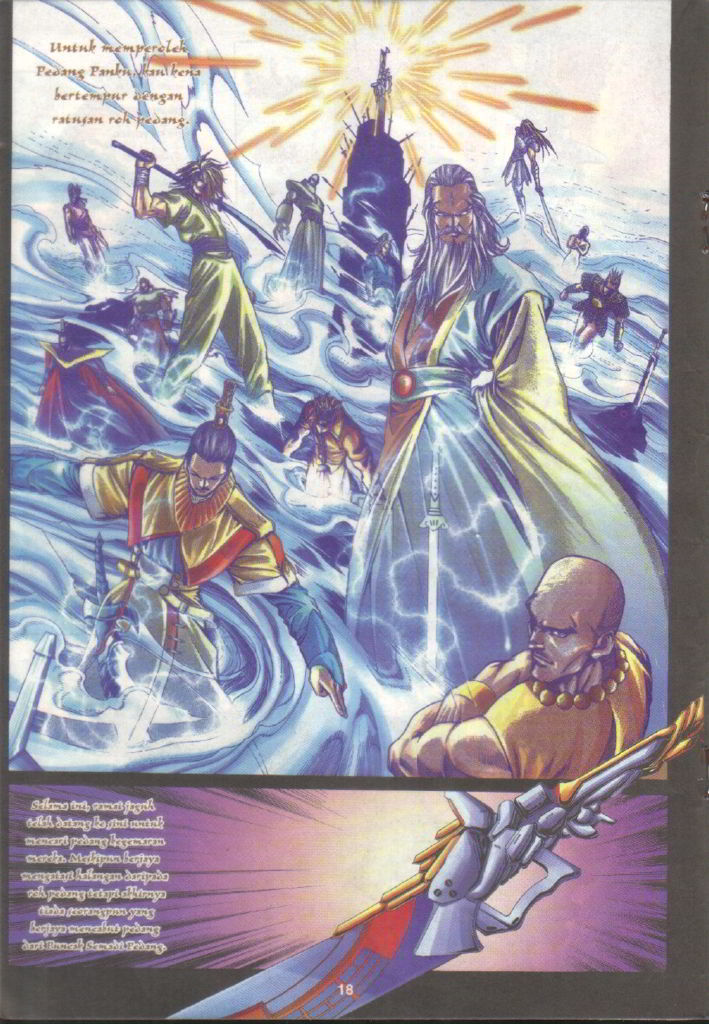 Untuk memperoleh
Pedang Panku, kau kena
bertempur dengan
ratusan roh pedang.
Selama ini, ramai jaguh
telah datang ke sini untuk
mencari pedang kegemaran
mereka. Meskipun berjaya
mengatasi halangan daripada
roh pedang tetapi akhirnya
tiada seorangpun yang
berjaya mencabut pedang
dari Puncak Semadi Pedang.
18